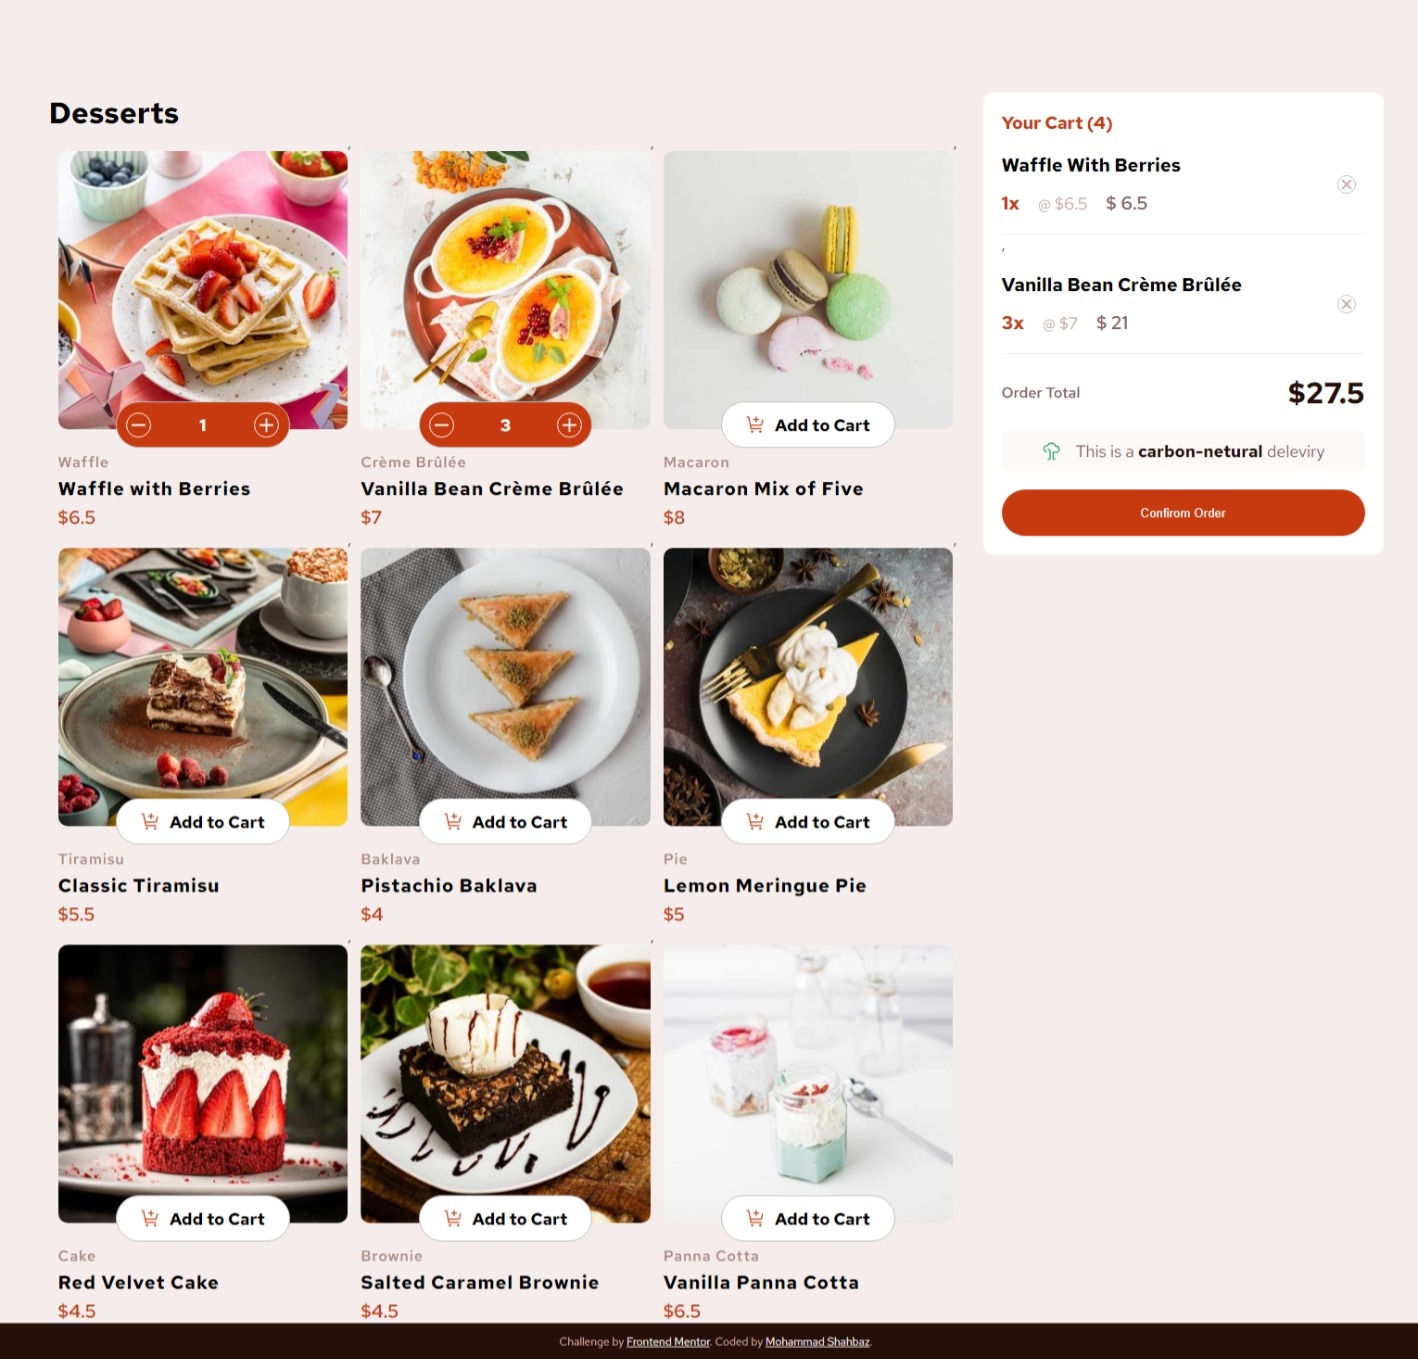 Desserts
,
,
,
1
3
Add to Cart
Waffle
Crème Brûlée
Macaron
Waffle with Berries
Vanilla Bean Crème Brûlée
Macaron Mix of Five
$6.5
$7
$8
,
,
,
Add to Cart
Add to Cart
Add to Cart
Tiramisu
Baklava
Pie
Classic Tiramisu
Pistachio Baklava
Lemon Meringue Pie
$5.5
$4
$5
,
,
Add to Cart
Add to Cart
Add to Cart
Cake
Brownie
Panna Cotta
Red Velvet Cake
Salted Caramel Brownie
Vanilla Panna Cotta
$4.5
$4.5
$6.5
Your Cart (4)
Waffle With Berries
1x @ $6.5 $ 6.5
,
Vanilla Bean Crème Brûlée
3x @ $7 $ 21
Order Total $27.5
This is a carbon-netural deleviry
Confirom Order
Challenge by Frontend Mentor. Coded by Mohammad Shahbaz.